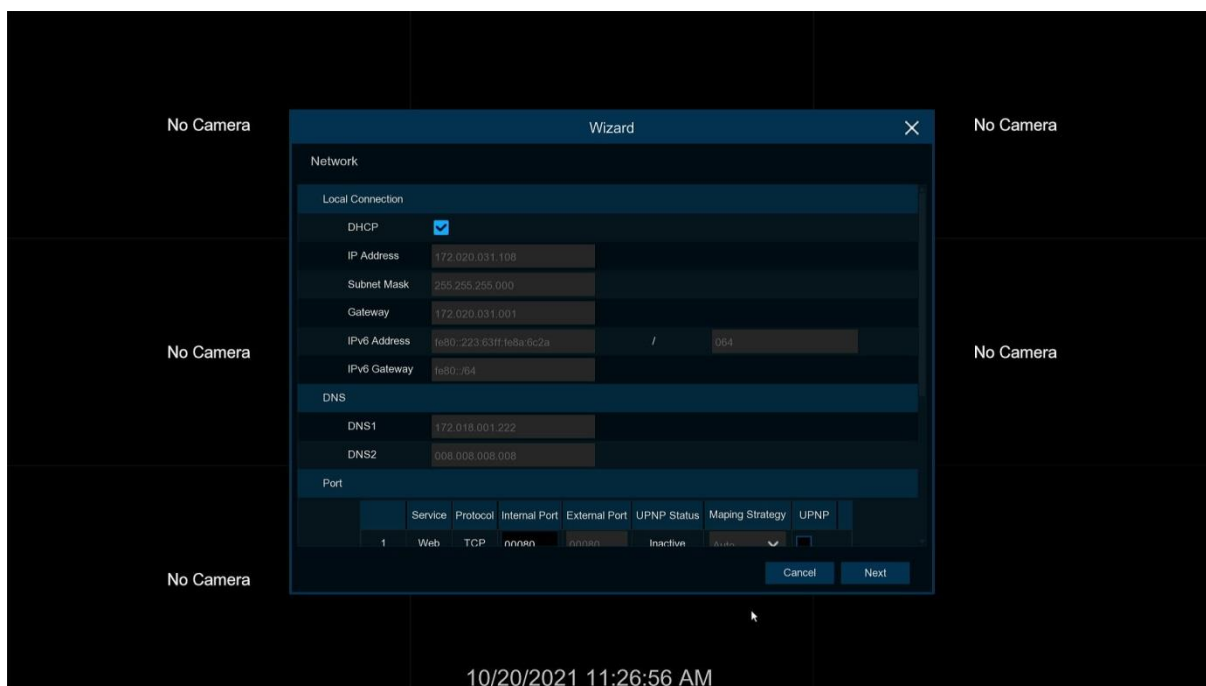 No Camera
No Camera
Wizard
Network
Local Connection
DHCP
IP Address 172.020.031.108
Subnet Mask 255.255.255.000
Gateway 172.020.031.001
No Camera
No Camera
IPv6 Address fe80::223:63ff:fe8a:6c2a / 064
IPv6 Gateway fe80::/64
DNS
DNS1 172.018.001.222
DNS2 008.008.008.008
Port
Service Protocol Internal Port External Port UPNP Status Maping Strategy UPNP
1 Web TCP 00080 00080 Inactive Auto
No Camera
Cancel Next
10/20/2021 11:26:56 AM